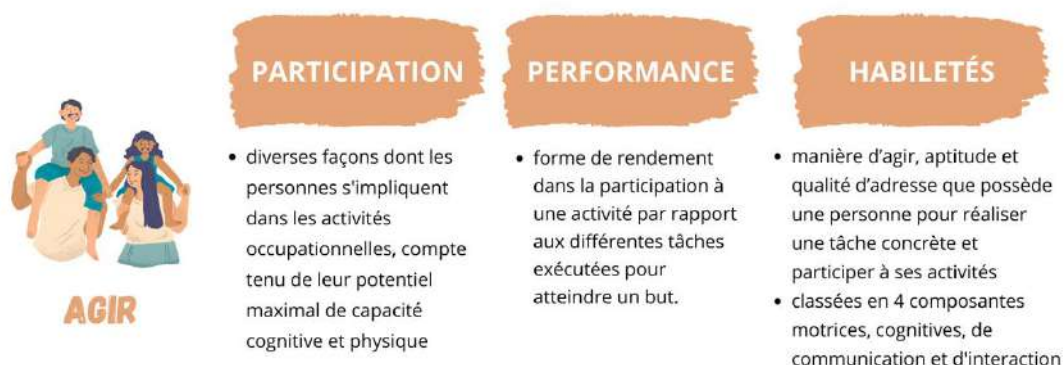 PARTICIPATION
• diverses façons dont les
personnes s'impliquent
dans les activités
occupationnelles, compte
tenu de leur potentiel
maximal de capacité
cognitive et physique
PERFORMANCE
• forme de rendement
dans la participation à
une activité par rapport
aux différentes tâches
exécutées pour
atteindre un but.
HABILETÉS
• manière d’agir, aptitude et
qualité d’adresse que possède
une personne pour réaliser
une tâche concrète et
participer à ses activités
• classées en 4 composantes
motrices, cognitives, de
communication et d'interaction
AGIR